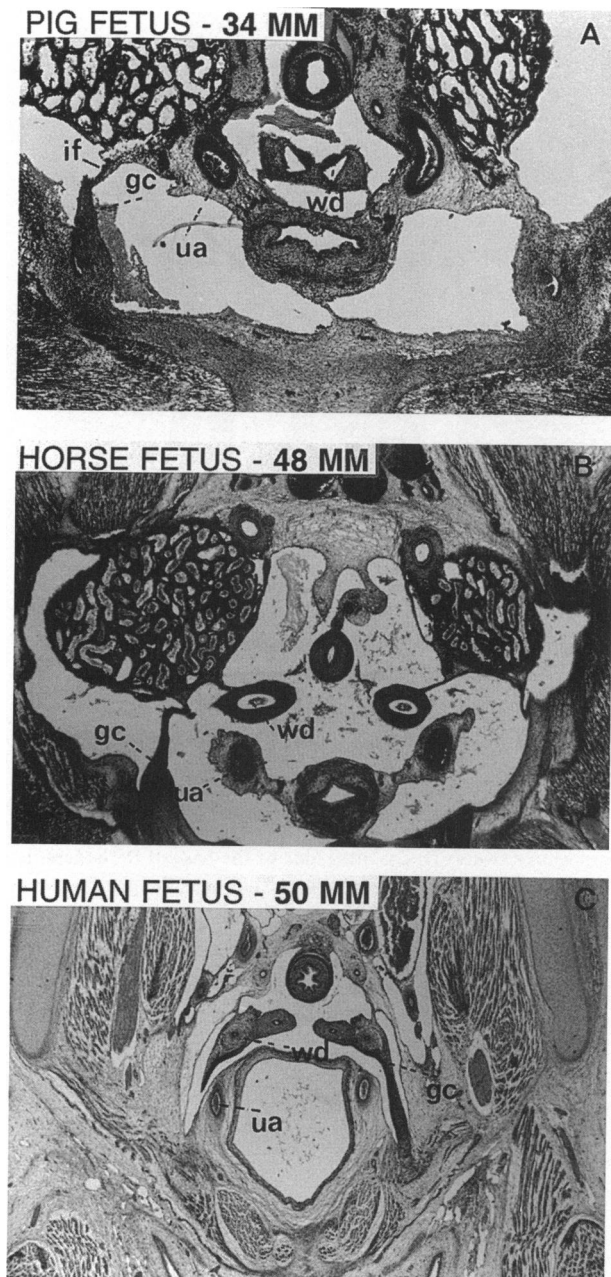 PIG FETUS - 34 MM
A
if
gc
wd
ua
HORSE FETUS - 48 MM
B
gc
wd
ua
HUMAN FETUS - 50 MM
C
wd
gc
ua